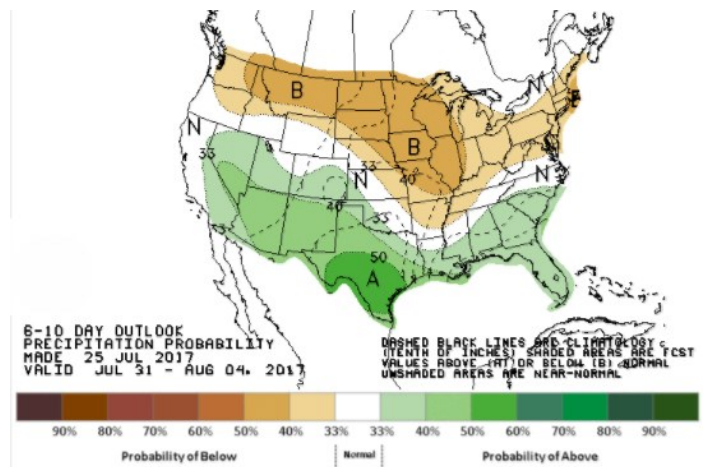 N
B
B
B
N
33
33
N
40
N
40
33
50
A
6-10 DAY OUTLOOK
PRECIPITATION PROBABILITY
MADE 25 JUL 2017
VALID JUL 31 - AUG 04, 2017
DASHED BLACK LINES ARE CLIMATOLOGY
(TENTH OF INCHES) SHADED AREAS ARE FCST
VALUES ABOVE (A) OR BELOW (B) NORMAL
UNSHADED AREAS ARE NEAR-NORMAL
90% 80% 70% 60% 50% 40% 33% 33% 40% 50% 60% 70% 80% 90%
Probability of Below Normal Probability of Above